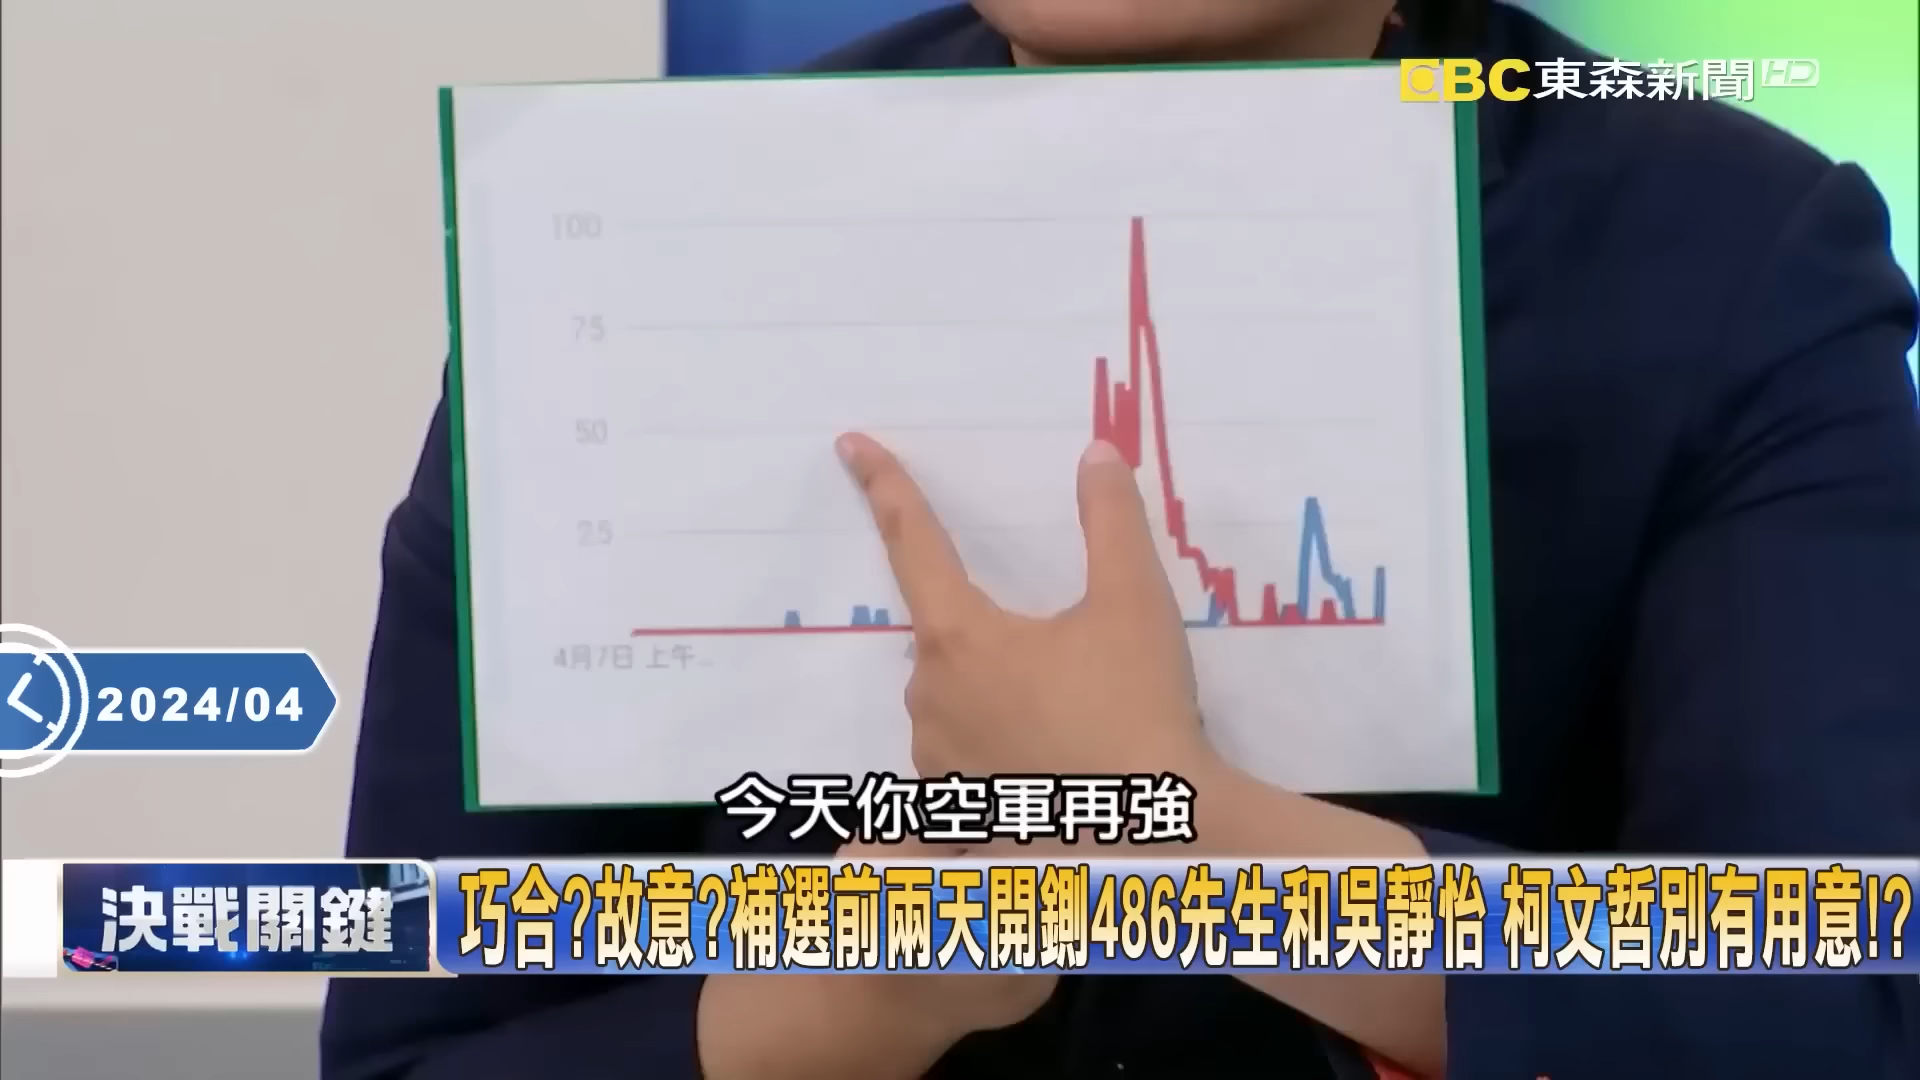 EBC東森新聞HD
100
75
50
25
4月7日 上午...
2024/04
今天你空軍再強
決戰關鍵
巧合?故意?補選前兩天開鍘486先生和吳靜怡 柯文哲別有用意!?